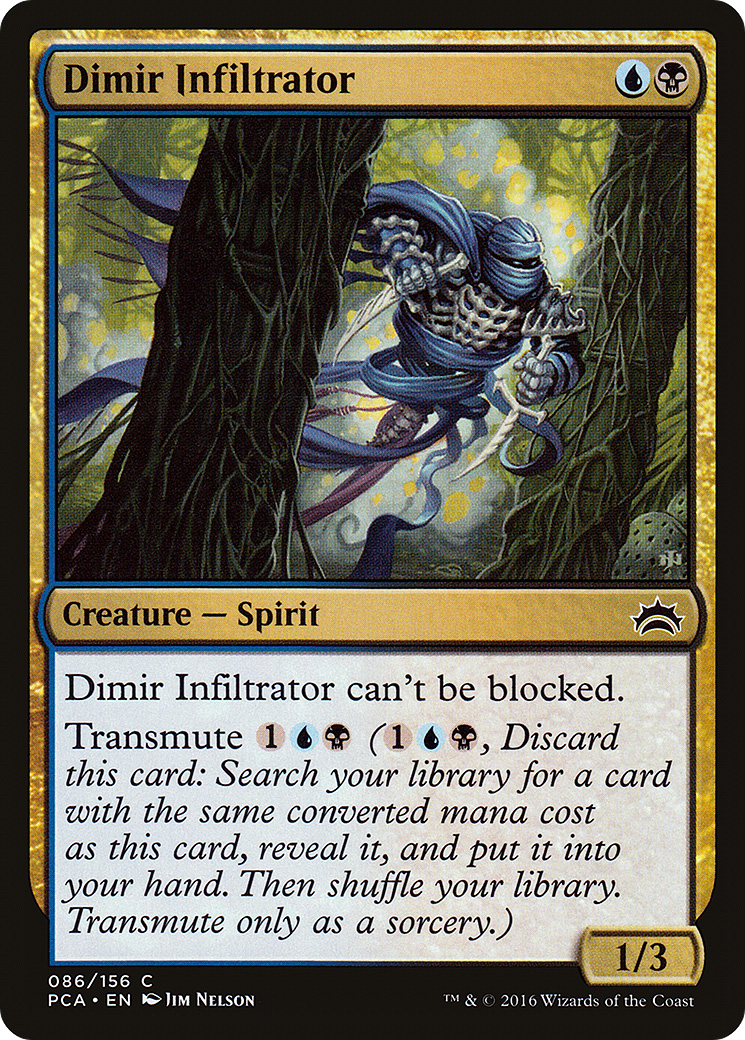 Dimir Infiltrator
Creature — Spirit
Dimir Infiltrator can't be blocked.
Transmute 1 (1, Discard
this card: Search your library for a card
with the same converted mana cost
as this card, reveal it, and put it into
your hand. Then shuffle your library.
Transmute only as a sorcery.)
1/3
086/156 C
PCA • EN Jim Nelson
™ & © 2016 Wizards of the Coast